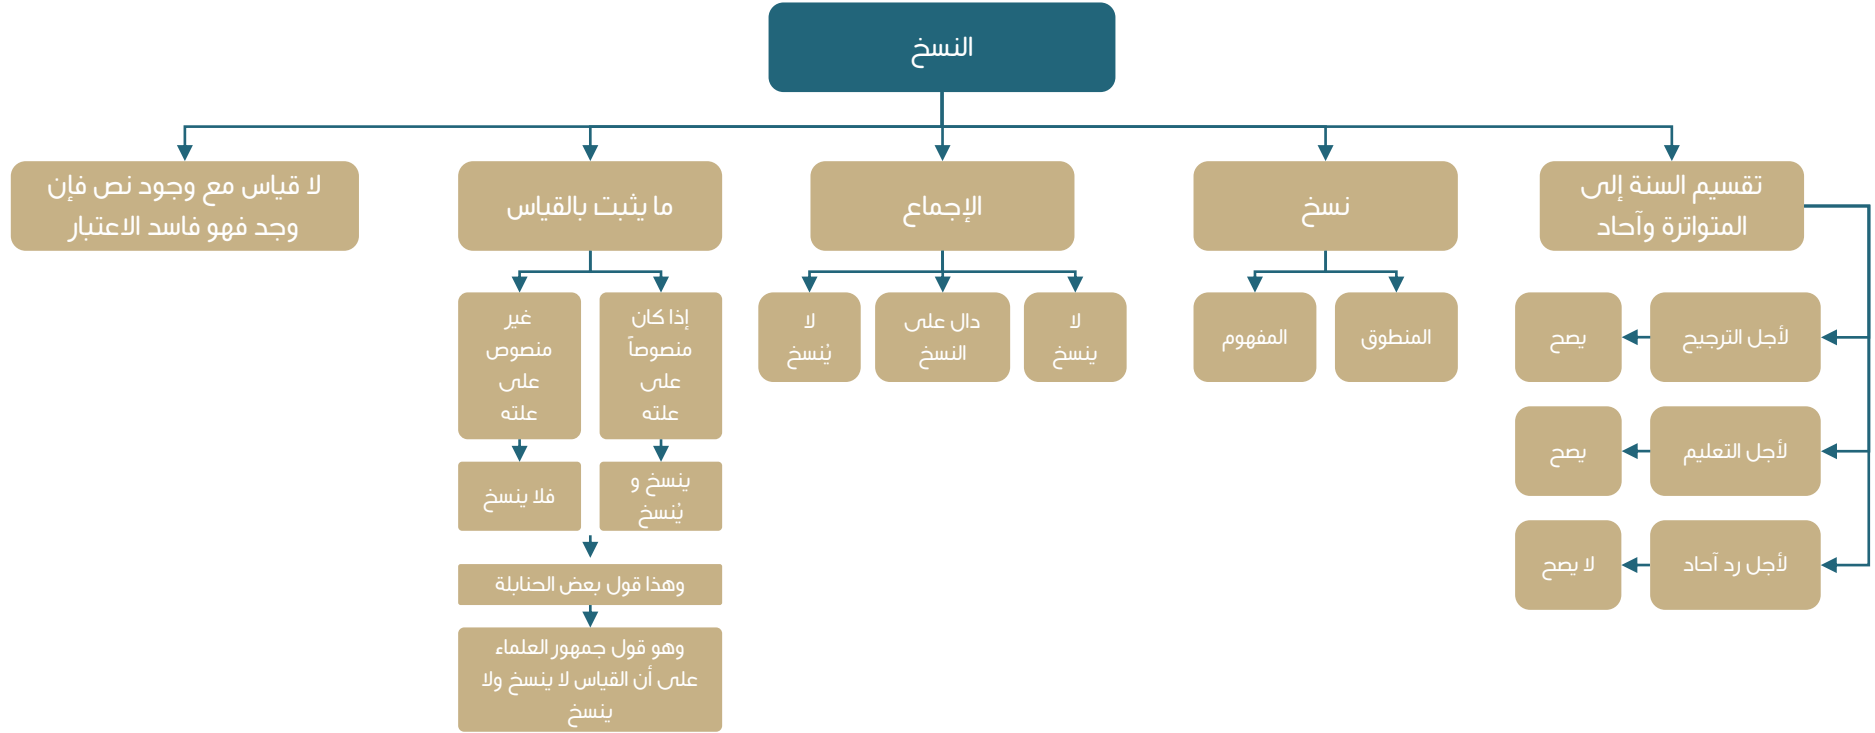 النسخ
تقسيم السنة إلى
المتواترة وآحاد
لأجل الترجيح
يصح
لأجل التعليم
يصح
لأجل رد آحاد
لا يصح
نسخ
المنطوق
المفهوم
الإجماع
لا
ينسخ
دال على
النسخ
لا
يُنسخ
ما يثبت بالقياس
إذا كان
منصوصاً
على
علته
ينسخ و
يُنسخ
غير
منصوص
على
علته
فلا ينسخ
وهذا قول بعض الحنابلة
وهو قول جمهور العلماء
على أن القياس لا ينسخ ولا
ينسخ
لا قياس مع وجود نص فإن
وجد فهو فاسد الاعتبار